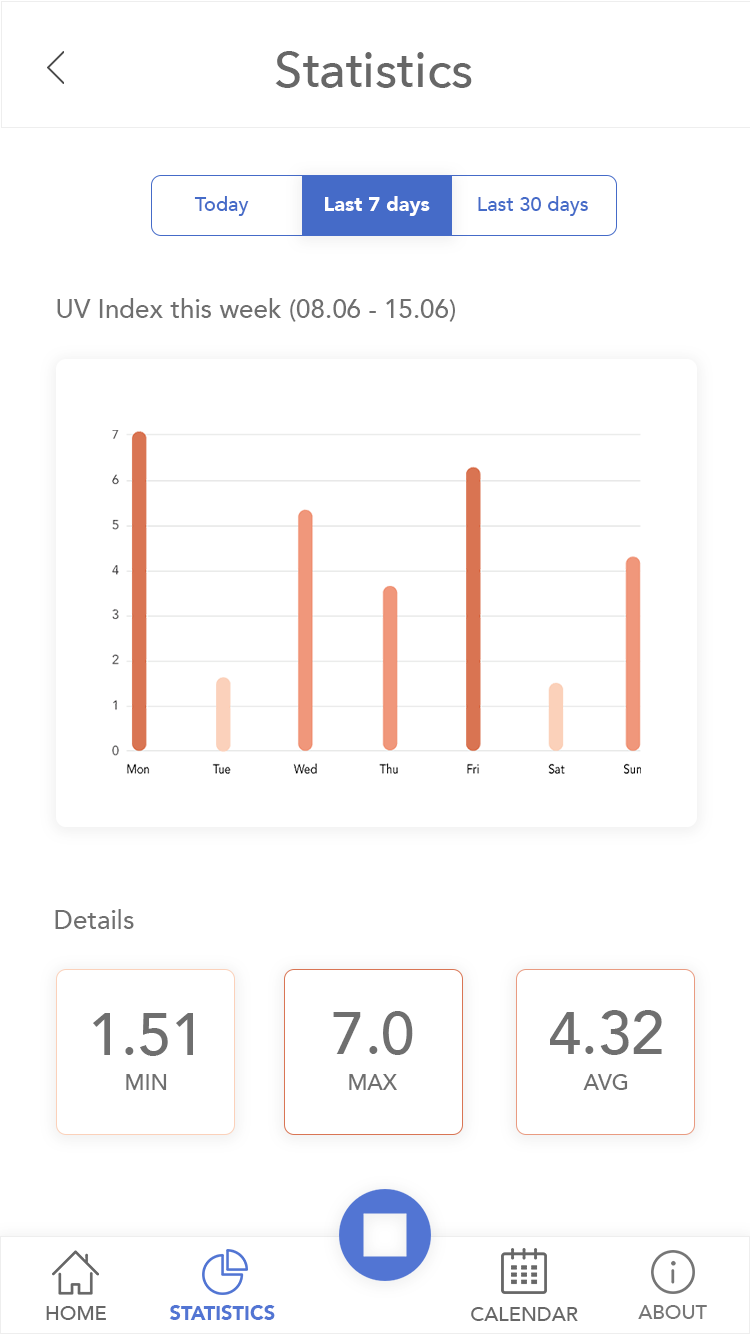 Statistics
Today Last 7 days Last 30 days
UV Index this week (08.06 - 15.06)
7
6
5
4
3
2
1
0
Mon Tue Wed Thu Fri Sat Sun
Details
1.51 7.0 4.32
MIN MAX AVG
HOME STATISTICS CALENDAR ABOUT